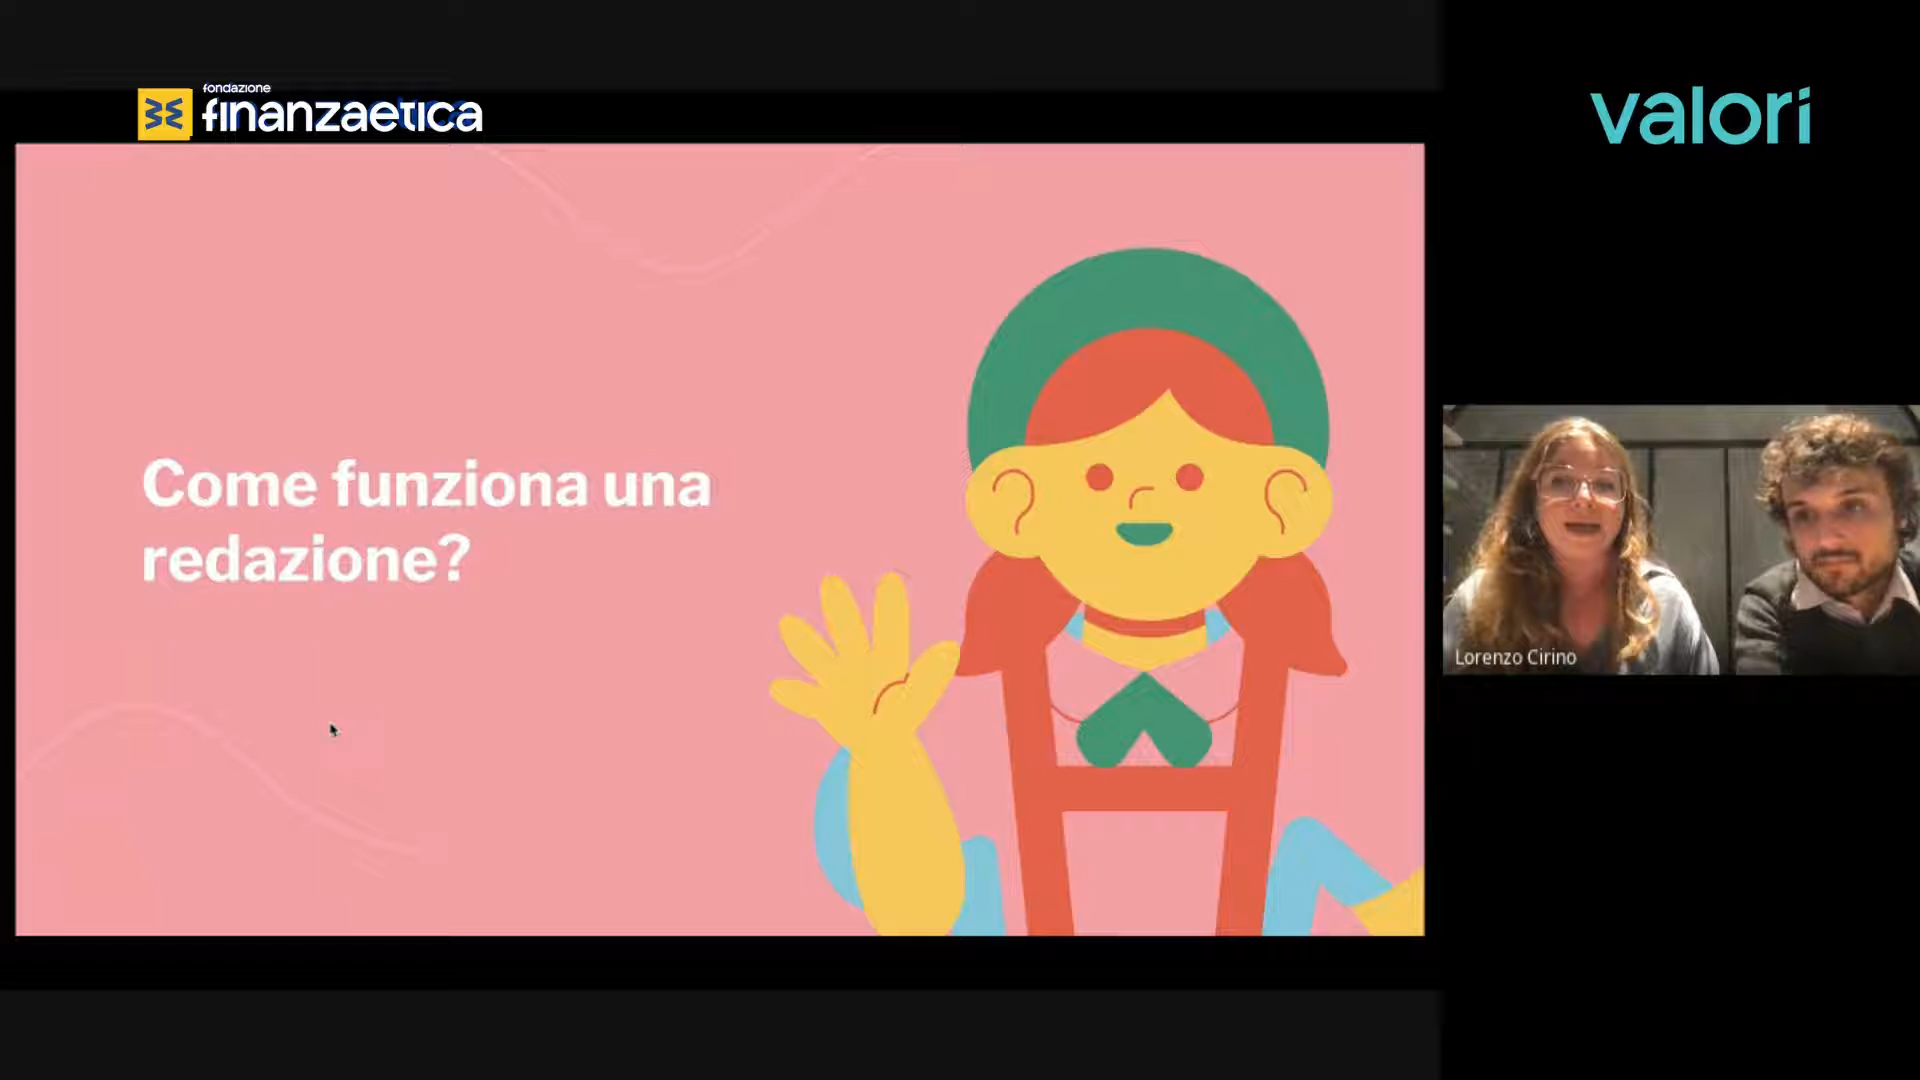 fondazione
finanzaetica
valori
Come funziona una
redazione?
Lorenzo Cirino